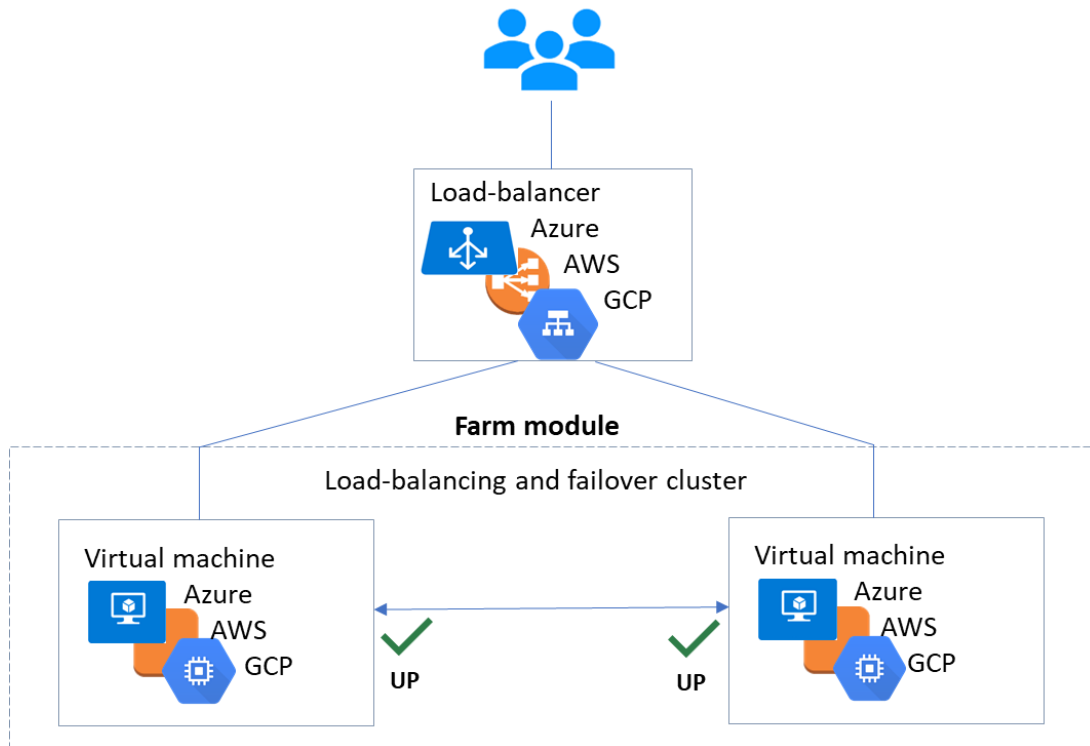 Load-balancer
Azure
AWS
GCP
Farm module
Load-balancing and failover cluster
Virtual machine
Azure
AWS
GCP
UP
Virtual machine
Azure
AWS
GCP
UP